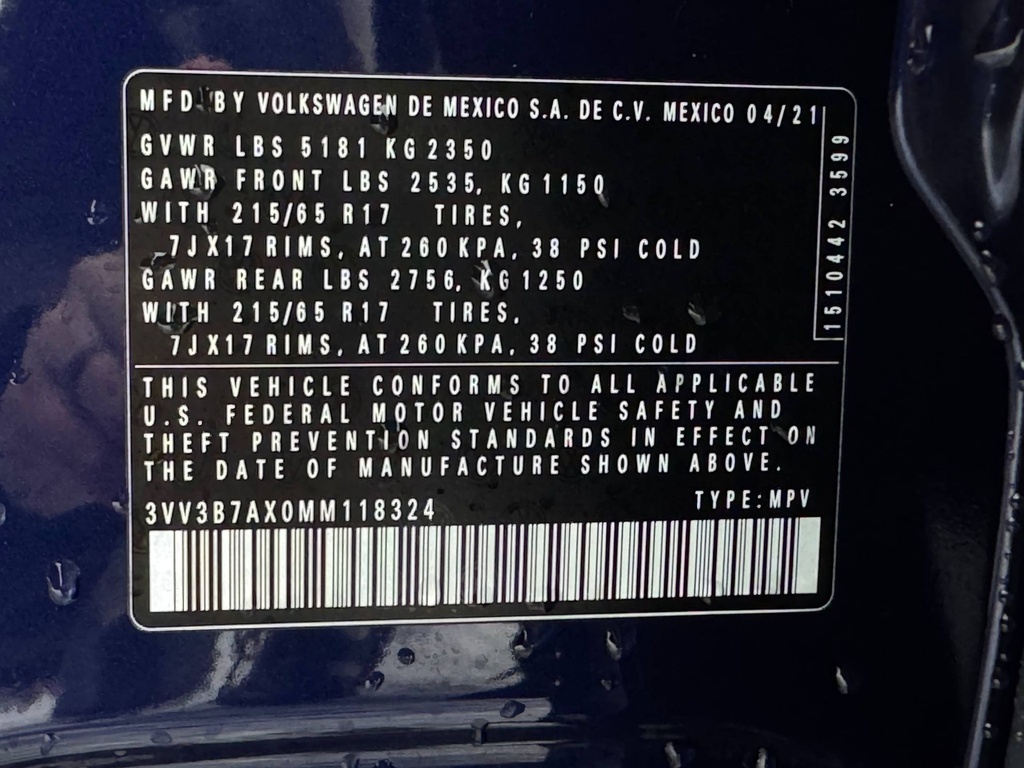 MFD BY VOLKSWAGEN DE MEXICO S.A. DE C.V. MEXICO 04/21
GVWR LBS 5181 KG 2350
GAWR FRONT LBS 2535, KG 1150
WITH 215/65 R17 TIRES,
7JX17 RIMS, AT 260 KPA, 38 PSI COLD
GAWR REAR LBS 2756, KG 1250
WITH 215/65 R17 TIRES,
7JX17 RIMS, AT 260 KPA, 38 PSI COLD
1510442 3599
THIS VEHICLE CONFORMS TO ALL APPLICABLE
U.S. FEDERAL MOTOR VEHICLE SAFETY AND
THEFT PREVENTION STANDARDS IN EFFECT ON
THE DATE OF MANUFACTURE SHOWN ABOVE.
3VV3B7AX0MM118324 TYPE: MPV